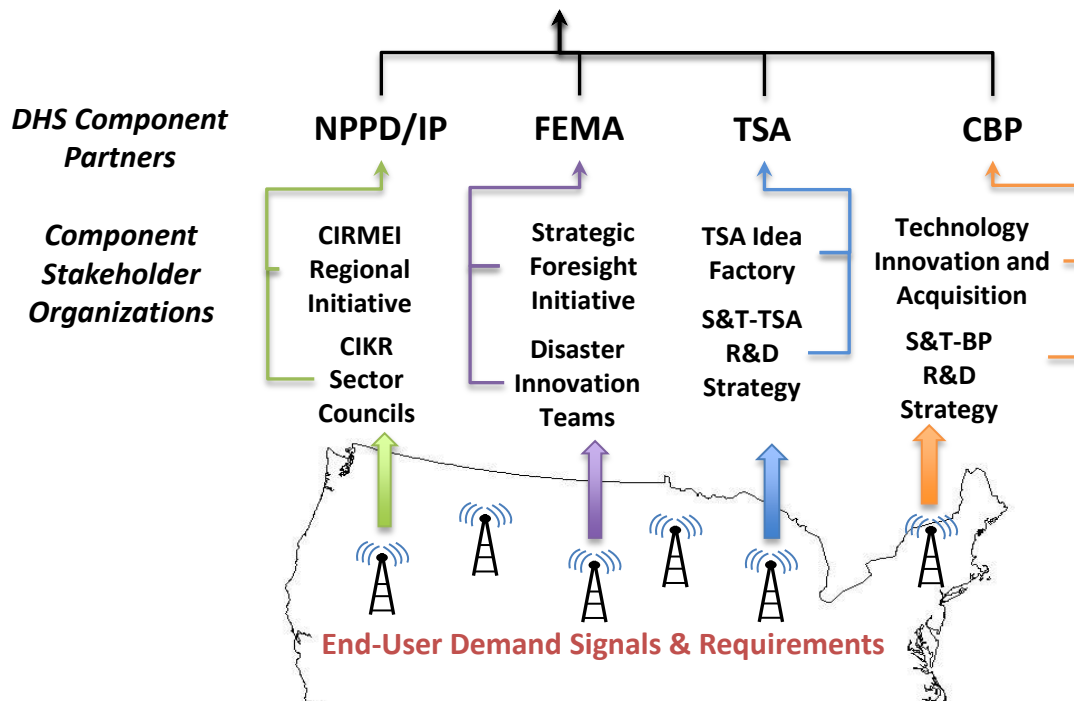 DHS Component
Partners
NPPD/IP
FEMA
TSA
CBP
Component
Stakeholder
Organizations
CIRMEI
Regional
Initiative
CIKR
Sector
Councils
Strategic
Foresight
Initiative
Disaster
Innovation
Teams
TSA Idea
Factory
S&T-TSA
R&D
Strategy
Technology
Innovation and
Acquisition
S&T-BP
R&D
Strategy
End-User Demand Signals & Requirements